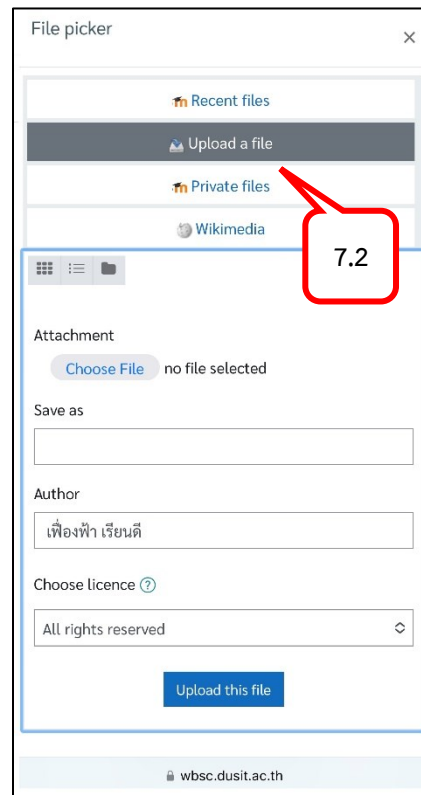 File picker
Recent files
Upload a file
Private files
Wikimedia
7.2
Attachment
Choose File no file selected
Save as
Author
เฟื่องฟ้า เรียนดี
Choose licence
All rights reserved
Upload this file
wbsc.dusit.ac.th